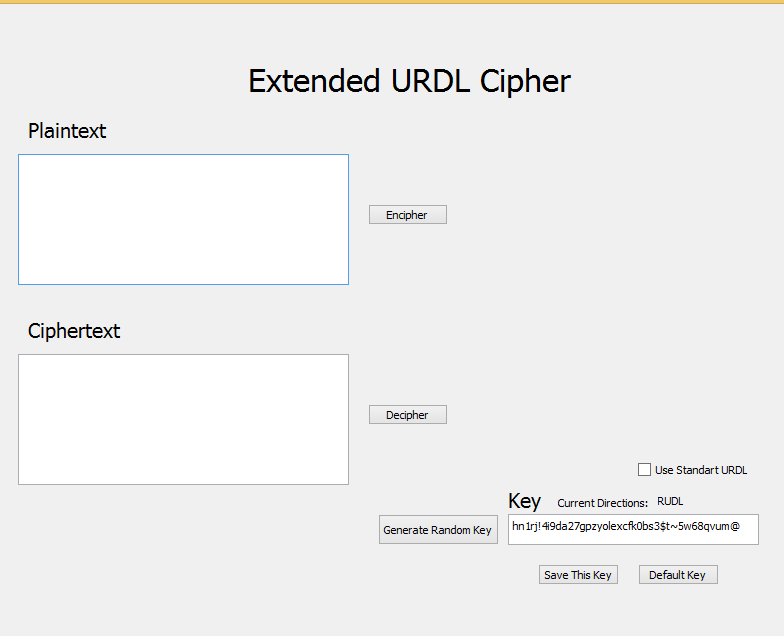 Extended URDL Cipher
Plaintext
Encipher
Ciphertext
Decipher
Use Standart URDL
Key Current Directions: RUDL
Generate Random Key hn1rj!4i9da27gpzyolexcfk0bs3$t~5w68qvum@
Save This Key Default Key